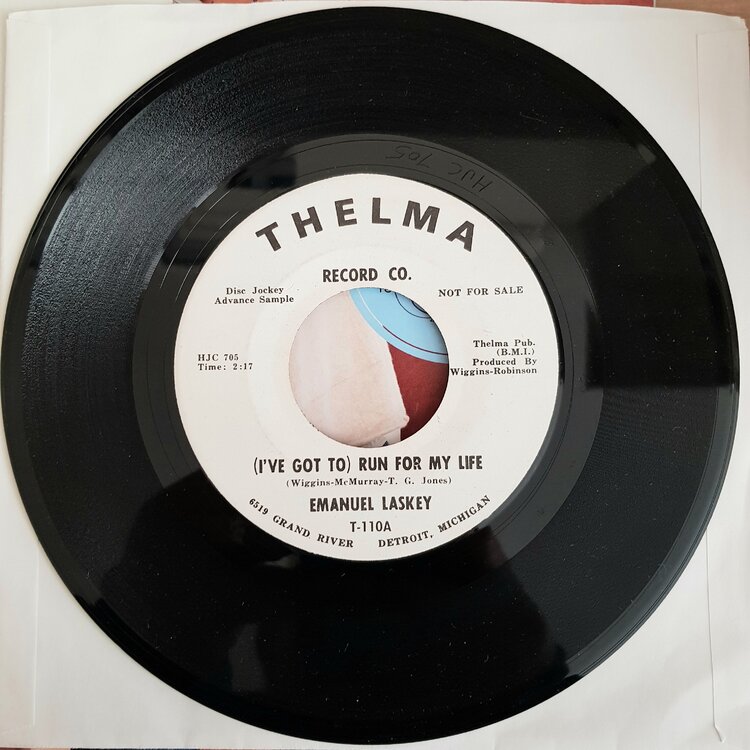 HJC 705
THELMA
RECORD CO.
Disc Jockey
Advance Sample
NOT FOR SALE
HJC 705
Time: 2:17
Thelma Pub.
(B.M.I.)
Produced By
Wiggins-Robinson
(I'VE GOT TO) RUN FOR MY LIFE
(Wiggins-McMurray-T. G. Jones)
EMANUEL LASKEY
T-110A
6519 GRAND RIVER DETROIT, MICHIGAN